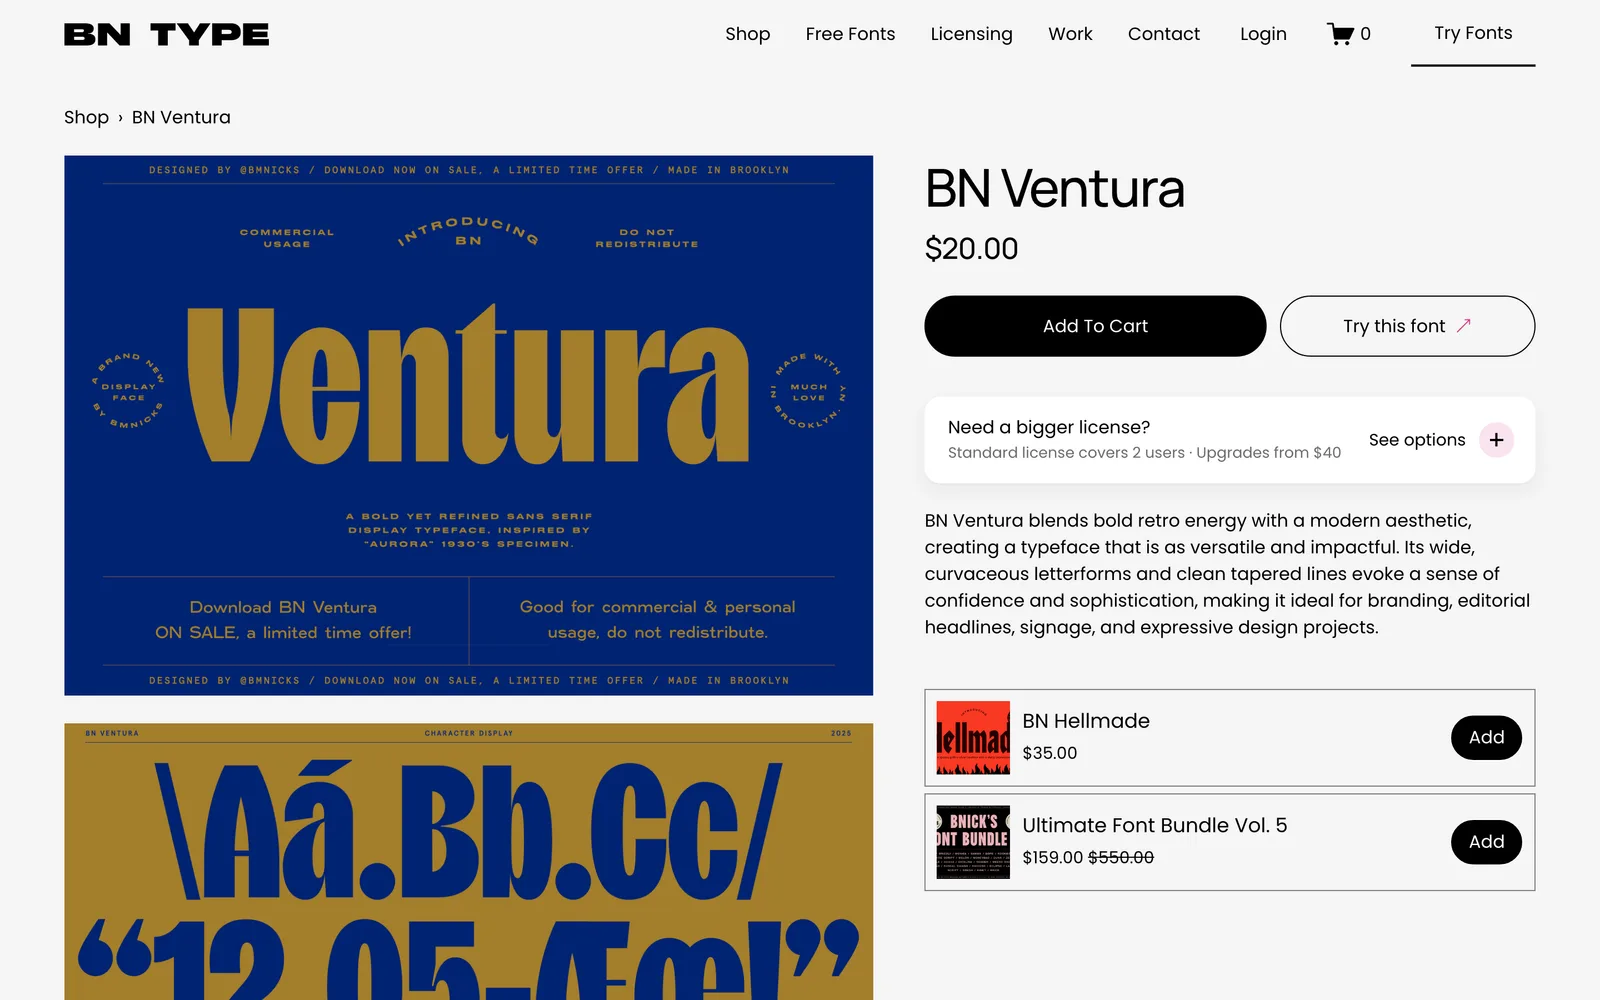 BN TYPE
Shop
Free Fonts
Licensing
Work
Contact
Login
0
Try Fonts
Shop › BN Ventura
DESIGNED BY @BMNICKS / DOWNLOAD NOW ON SALE, A LIMITED TIME OFFER / MADE IN BROOKLYN
COMMERCIAL
USAGE
INTRODUCING
BN
DO NOT
REDISTRIBUTE
A BRAND NEW
DISPLAY
FACE
BY BMNICKS
Ventura
MADE WITH
MUCH
LOVE
IN BROOKLYN, NY
A BOLD YET REFINED SANS SERIF
DISPLAY TYPEFACE, INSPIRED BY
"AURORA" 1930'S SPECIMEN.
Download BN Ventura
ON SALE, a limited time offer!
Good for commercial & personal
usage, do not redistribute.
DESIGNED BY @BMNICKS / DOWNLOAD NOW ON SALE, A LIMITED TIME OFFER / MADE IN BROOKLYN
BN VENTURA
CHARACTER DISPLAY
2025
\Aá.Bb.Cc/
“12,05-Ææ!”
BN Ventura
$20.00
Add To Cart
Try this font
Need a bigger license?
Standard license covers 2 users · Upgrades from $40
See options
BN Ventura blends bold retro energy with a modern aesthetic,
creating a typeface that is as versatile and impactful. Its wide,
curvaceous letterforms and clean tapered lines evoke a sense of
confidence and sophistication, making it ideal for branding, editorial
headlines, signage, and expressive design projects.
BN Hellmade
$35.00
Add
BNICK'S
ONT BUNDLE
Ultimate Font Bundle Vol. 5
$159.00 $550.00
Add